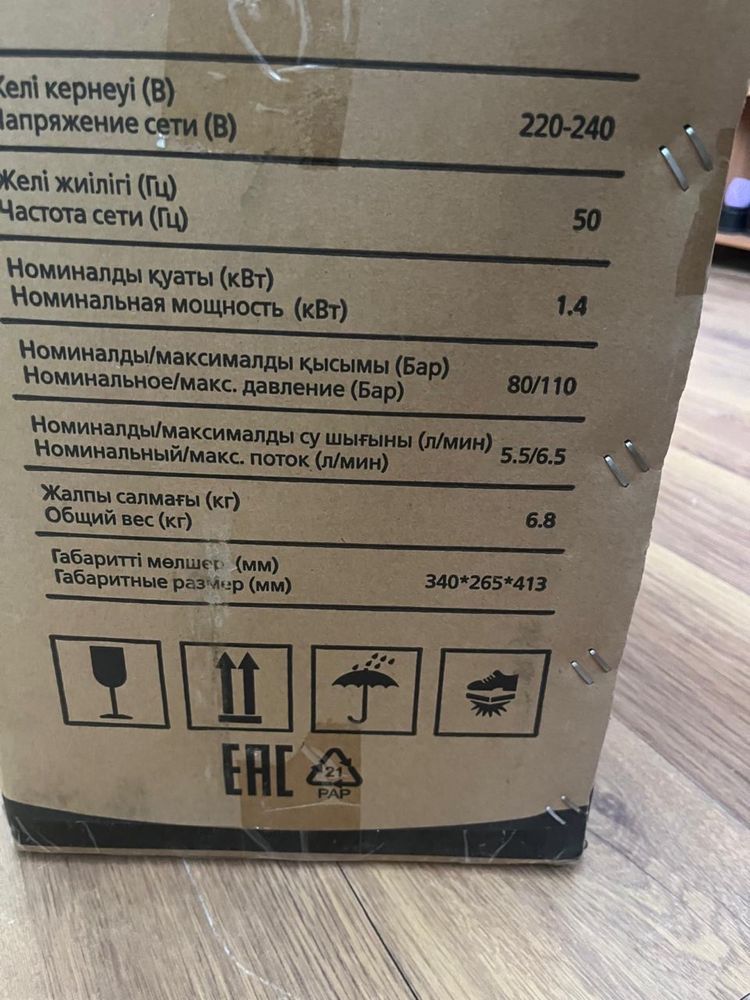 Желі кернеуі (В)
Напряжение сети (В)
220-240
Желі жиілігі (Гц)
Частота сети (Гц)
50
Номиналды қуаты (кВт)
Номинальная мощность (кВт)
1.4
Номиналды/максималды қысымы (Бар)
Номинальное/макс. давление (Бар)
80/110
Номиналды/максималды су шығыны (л/мин)
Номинальный/макс. поток (л/мин)
5.5/6.5
Жалпы салмағы (кг)
Общий вес (кг)
6.8
Габаритті мөлшер (мм)
Габаритные размер (мм)
340*265*413
EAC
21
PAP